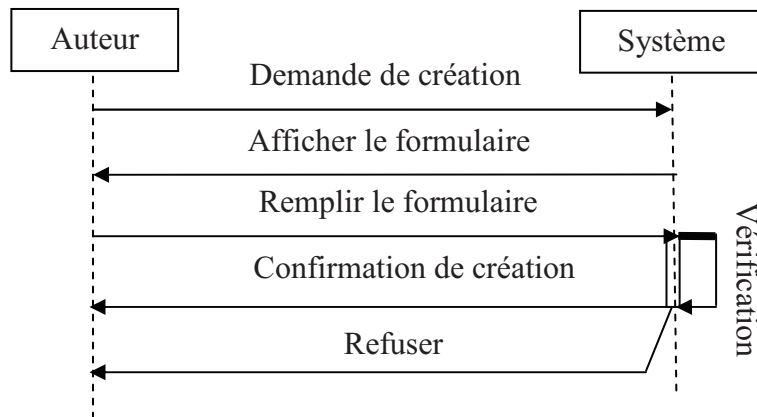 Auteur
Système
Demande de création
Afficher le formulaire
Remplir le formulaire
Vérification
Confirmation de création
Refuser